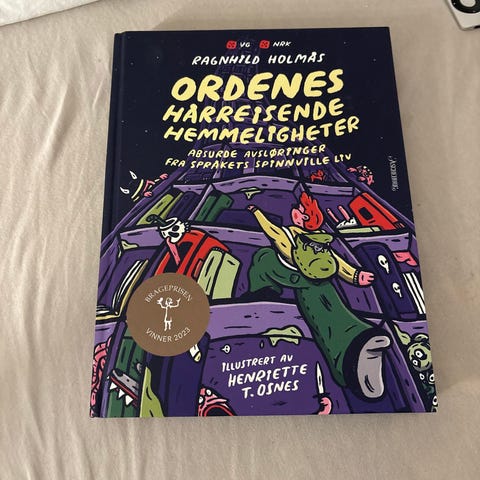 VG NRK
RAGNHILD HOLMÅS
ORDENES
HÅRREISENDE
HEMMELIGHETER
ABSURDE AVSLØRINGER
FRA SPRÅKETS SPINNVILLE LIV
BRAGEPRISEN
VINNER 2023
ILLUSTRERT AV
HENRIETTE
T. OSNES